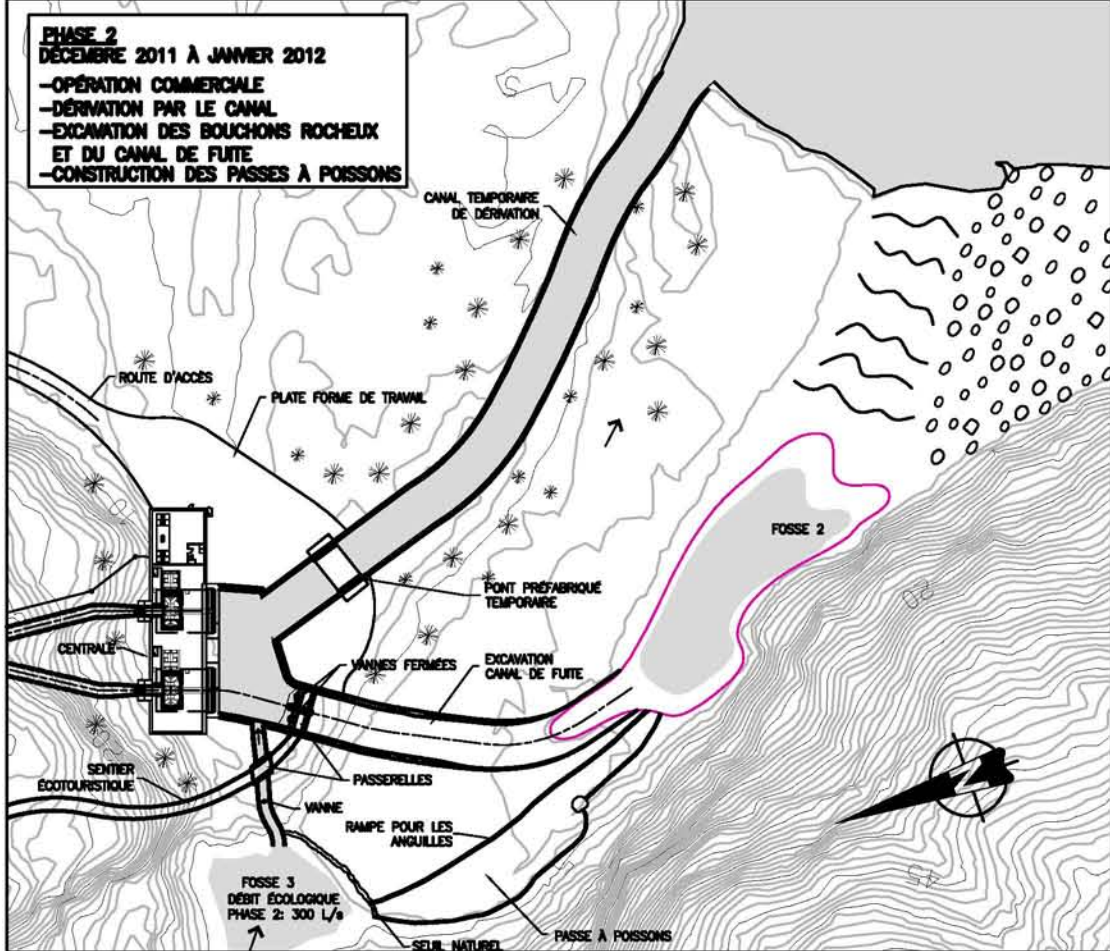 PHASE 2
DÉCEMBRE 2011 À JANVIER 2012
-OPÉRATION COMMERCIALE
-DÉRIVATION PAR LE CANAL
-EXCAVATION DES BOUCHONS ROCHEUX
ET DU CANAL DE FUITE
-CONSTRUCTION DES PASSES À POISSONS
CANAL TEMPORAIRE
DE DÉRIVATION
ROUTE D'ACCÈS
PLATE FORME DE TRAVAIL
FOSSE 2
PONT PRÉFABRIQUÉ
TEMPORAIRE
CENTRALE
VANNES FERMÉES
EXCAVATION
CANAL DE FUITE
SENTIER
ÉCOTOURISTIQUE
PASSERELLES
VANNE
RAMPE POUR LES
ANGUILLES
FOSSE 3
DÉBIT ÉCOLOGIQUE
PHASE 2: 300 L/s
SEUIL NATUREL
PASSE À POISSONS
50
45